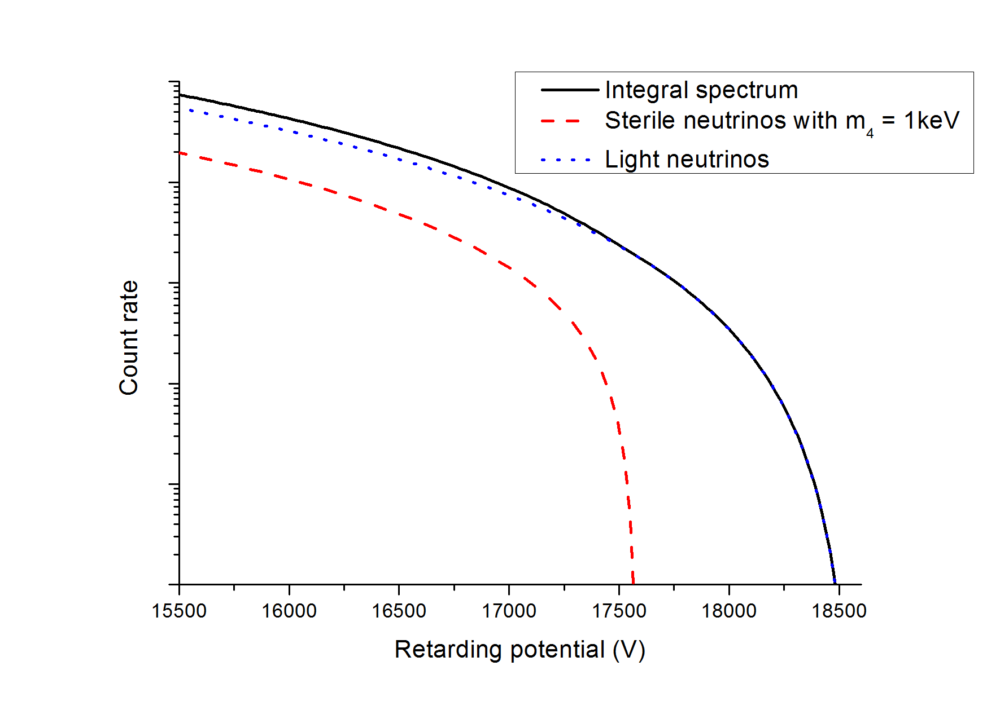 Integral spectrum
Sterile neutrinos with m4 = 1keV
Light neutrinos
Count rate
15500 16000 16500 17000 17500 18000 18500
Retarding potential (V)